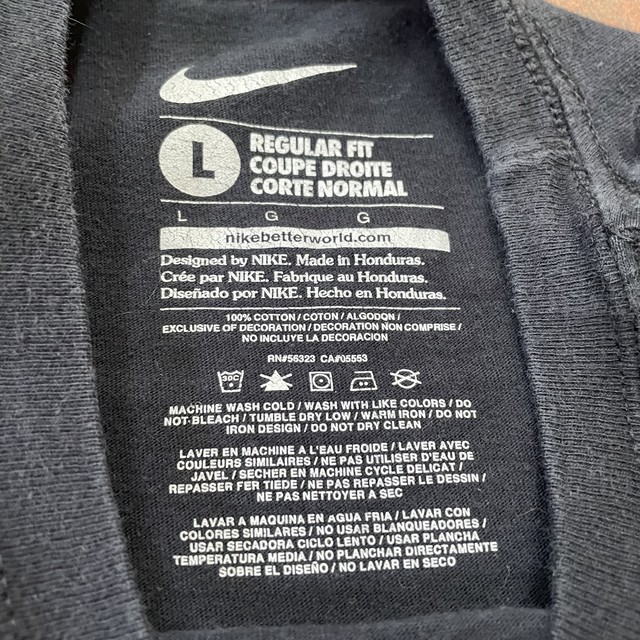 L
REGULAR FIT
COUPE DROITE
CORTE NORMAL
L G G
nikebetterworld.com
Designed by NIKE. Made in Honduras.
Crée par NIKE. Fabrique au Honduras.
Diseñado por NIKE. Hecho en Honduras.
100% COTTON / COTON / ALGODON /
EXCLUSIVE OF DECORATION / DECORATION NON COMPRISE /
NO INCLUYE LA DECORACION
RN#56323 CA#05553
30C
MACHINE WASH COLD / WASH WITH LIKE COLORS / DO
NOT-BLEACH / TUMBLE DRY LOW / WARM IRON / DO NOT
IRON DESIGN / DO NOT DRY CLEAN
LAVER EN MACHINE A L'EAU FROIDE / LAVER AVEC
COULEURS SIMILAIRES / NE PAS UTILISER D'EAU DE
JAVEL / SECHER EN MACHINE CYCLE DELICAT /
REPASSER FER TIEDE / NE PAS REPASSER LE DESSIN /
NE PAS NETTOYER A SEC
LAVAR A MAQUINA EN AGUA FRIA / LAVAR CON
COLORES SIMILARES / NO USAR BLANQUEADORES /
USAR SECADORA CICLO LENTO / USAR PLANCHA
TEMPERATURA MEDIA / NO PLANCHAR DIRECTAMENTE
SOBRE EL DISEÑO / NO LAVAR EN SECO